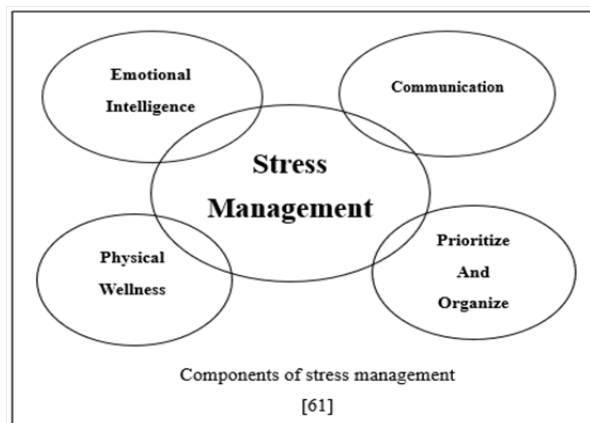 Emotional
Intelligence
Communication
Stress
Management
Physical
Wellness
Prioritize
And
Organize
Components of stress management
[61]